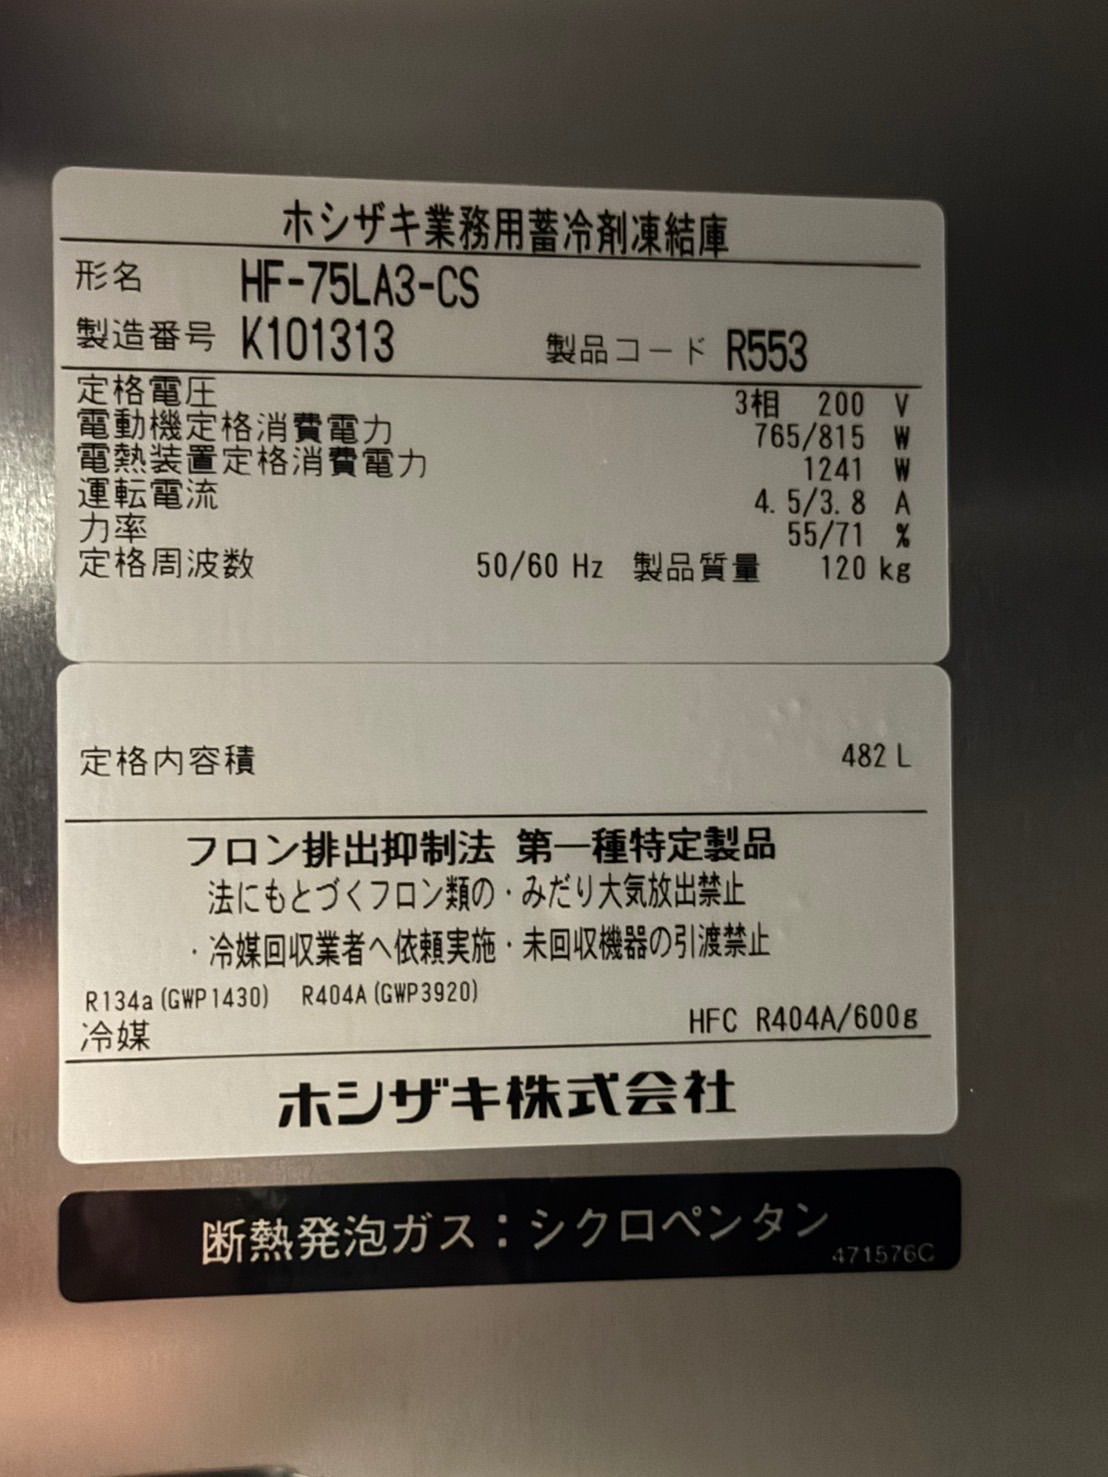 ホシザキ業務用蓄冷剤凍結庫
形名 HF-75LA3-CS
製造番号 K101313 製品コード R553
定格電圧 3相 200 V
電動機定格消費電力 765/815 W
電熱装置定格消費電力 1241 W
運転電流 4.5/3.8 A
力率 55/71 %
定格周波数 50/60 Hz 製品質量 120 kg
定格内容積 482 L
フロン排出抑制法 第一種特定製品
法にもとづくフロン類の・みだり大気放出禁止
・冷媒回収業者へ依頼実施・未回収機器の引渡禁止
R134a(GWP1430) R404A(GWP3920)
冷媒 HFC R404A/600g
ホシザキ株式会社
断熱発泡ガス：シクロペンタン
471576C